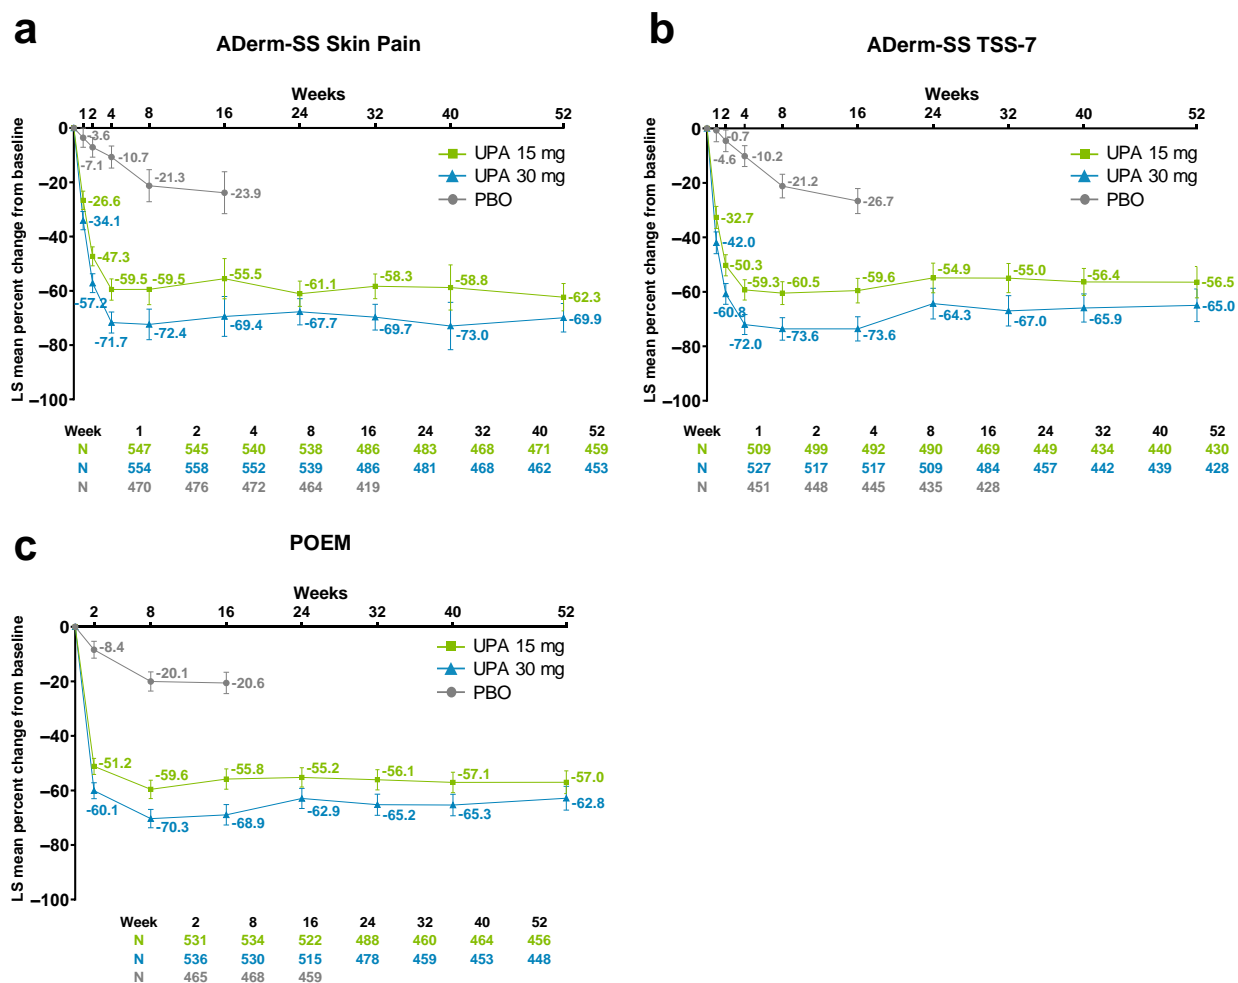 a
ADerm-SS Skin Pain
Weeks
1 2 4 8 16 24 32 40 52
LS mean percent change from baseline
0
–20
–40
–60
–80
–100
UPA 15 mg
UPA 30 mg
PBO
-3.6
-7.1
-10.7
-21.3
-23.9
-26.6
-47.3
-59.5
-59.5
-55.5
-61.1
-58.3
-58.8
-62.3
-34.1
-57.2
-71.7
-72.4
-69.4
-67.7
-69.7
-73.0
-69.9
Week 1 2 4 8 16 24 32 40 52
N 547 545 540 538 486 483 468 471 459
N 554 558 552 539 486 481 468 462 453
N 470 476 472 464 419
b
ADerm-SS TSS-7
Weeks
1 2 4 8 16 24 32 40 52
LS mean percent change from baseline
0
–20
–40
–60
–80
–100
UPA 15 mg
UPA 30 mg
PBO
-0.7
-4.6
-10.2
-21.2
-26.7
-32.7
-50.3
-59.3
-60.5
-59.6
-54.9
-55.0
-56.4
-56.5
-42.0
-60.8
-72.0
-73.6
-73.6
-64.3
-67.0
-65.9
-65.0
Week 1 2 4 8 16 24 32 40 52
N 509 499 492 490 469 449 434 440 430
N 527 517 517 509 484 457 442 439 428
N 451 448 445 435 428
c
POEM
Weeks
2 8 16 24 32 40 52
LS mean percent change from baseline
0
–20
–40
–60
–80
–100
UPA 15 mg
UPA 30 mg
PBO
-8.4
-20.1
-20.6
-51.2
-59.6
-55.8
-55.2
-56.1
-57.1
-57.0
-60.1
-70.3
-68.9
-62.9
-65.2
-65.3
-62.8
Week 2 8 16 24 32 40 52
N 531 534 522 488 460 464 456
N 536 530 515 478 459 453 448
N 465 468 459